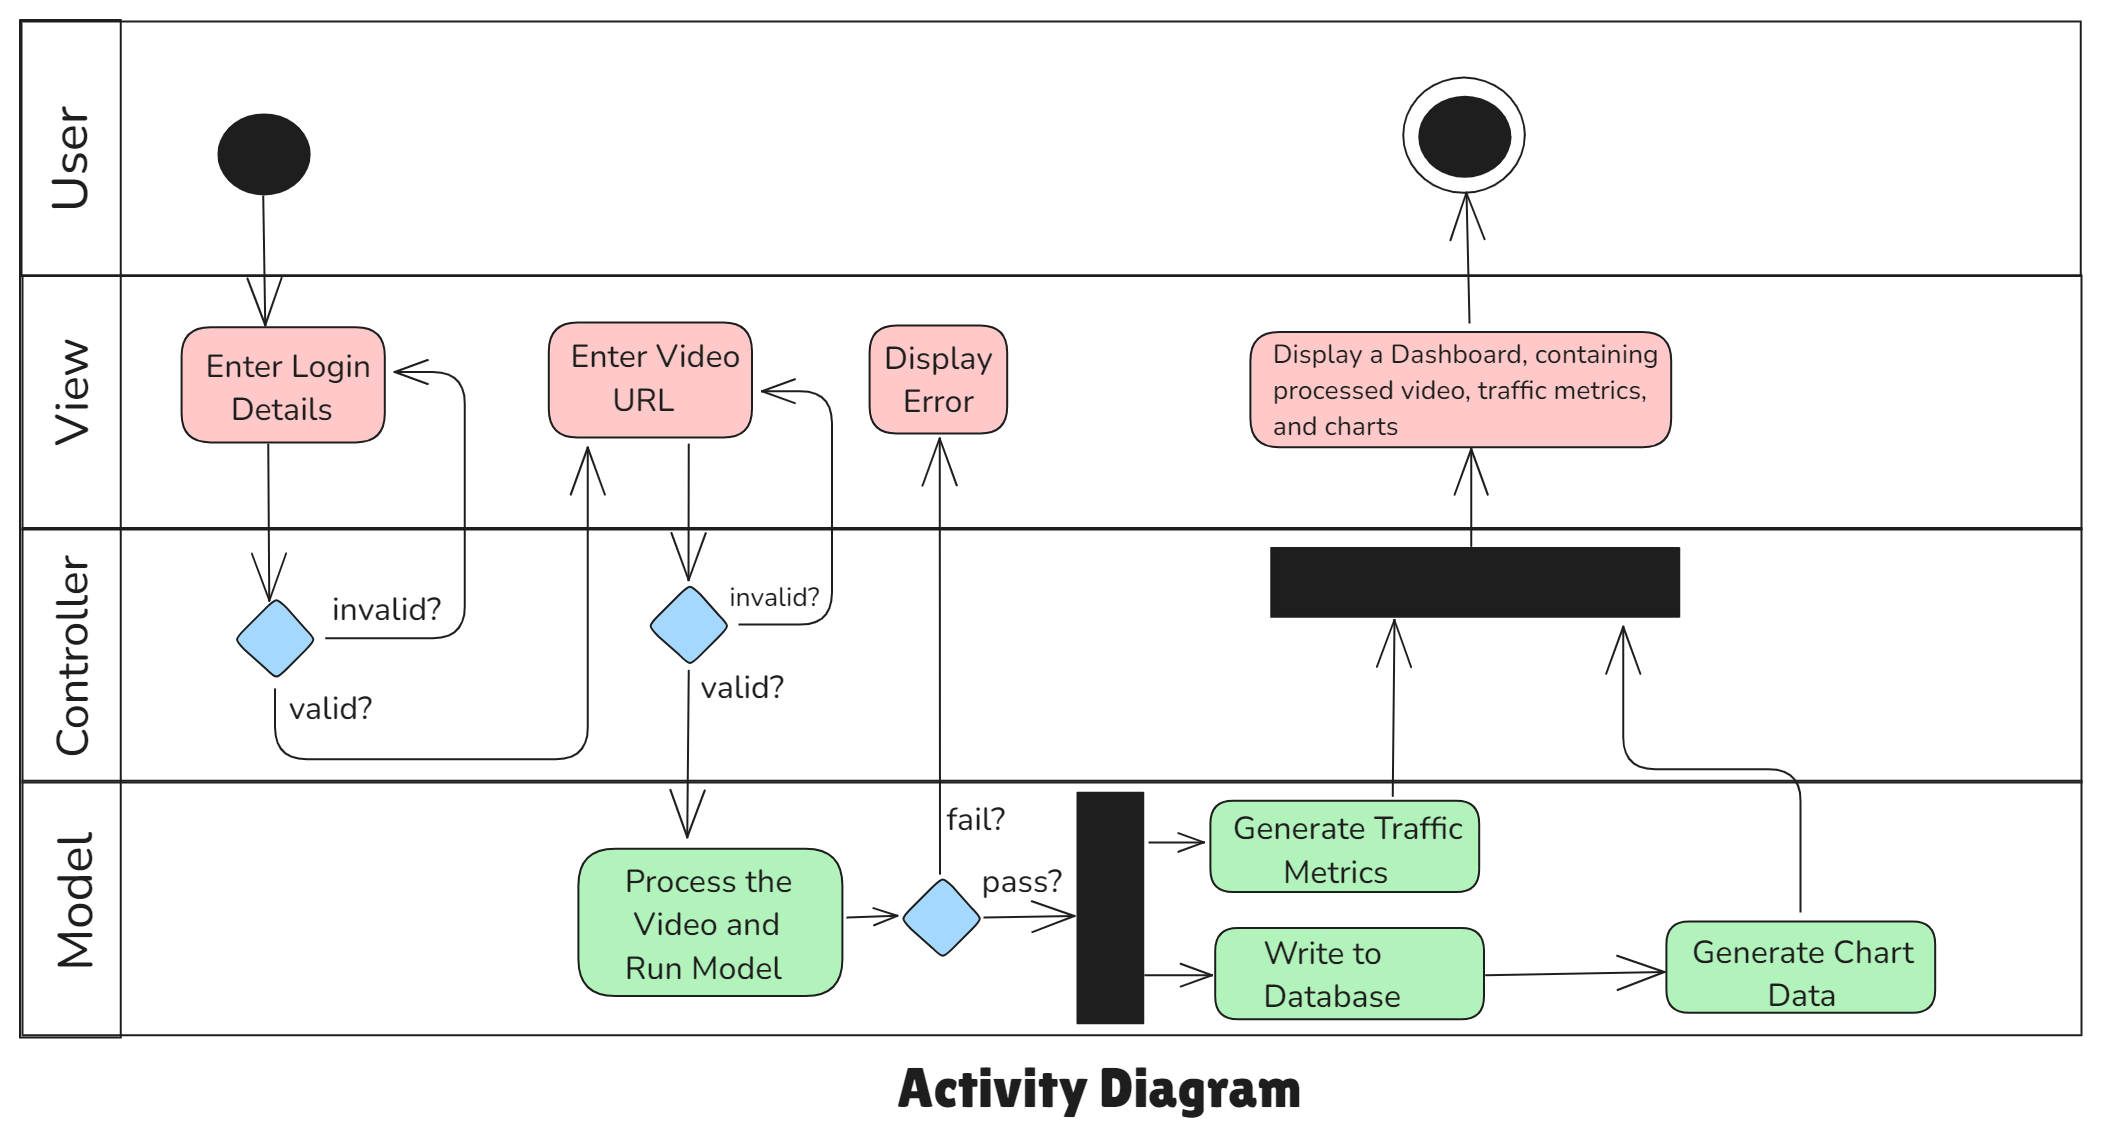 User
View
Enter Login
Details
Enter Video
URL
Display
Error
Display a Dashboard, containing
processed video, traffic metrics,
and charts
Controller
invalid?
valid?
invalid?
valid?
Model
Process the
Video and
Run Model
fail?
pass?
Generate Traffic
Metrics
Write to
Database
Generate Chart
Data
Activity Diagram